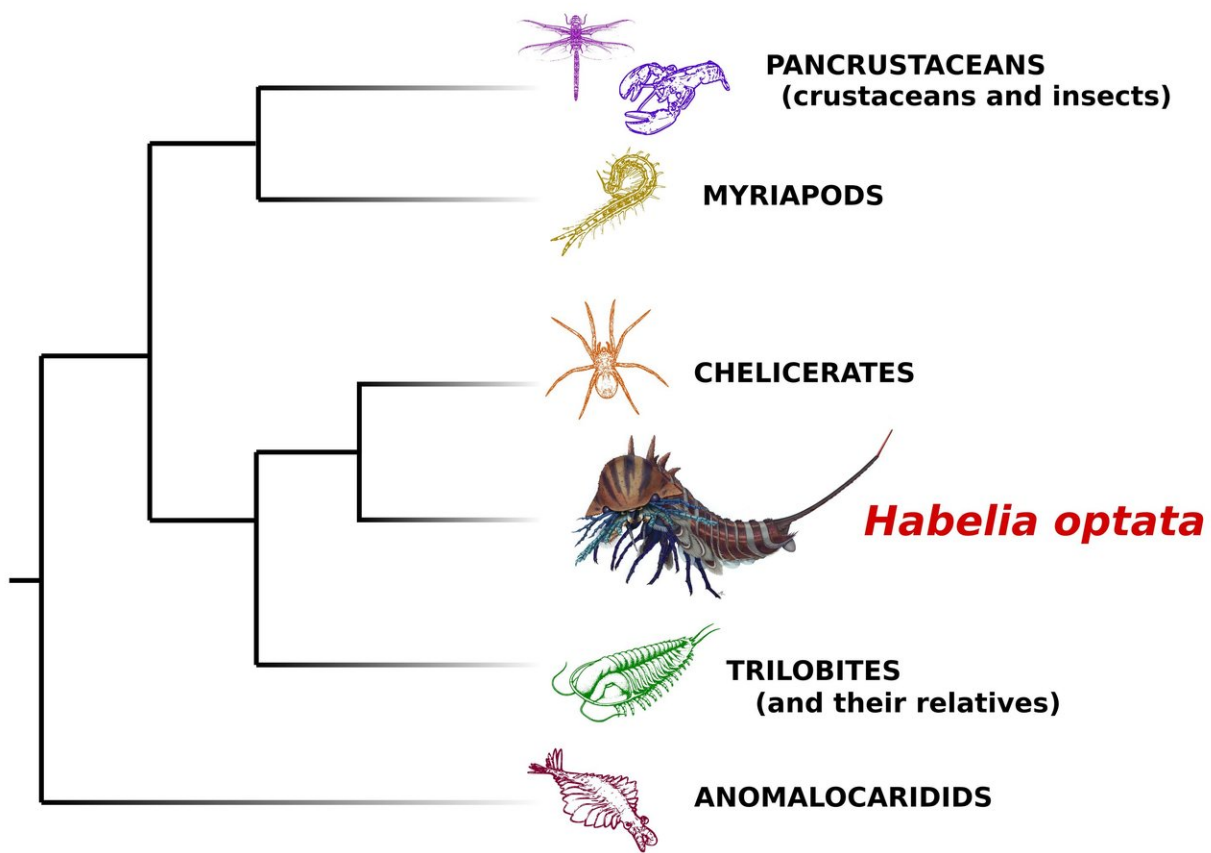 PANCRUSTACEANS
(crustaceans and insects)
MYRIAPODS
CHELICERATES
Habelia optata
TRILOBITES
(and their relatives)
ANOMALOCARIDIDS